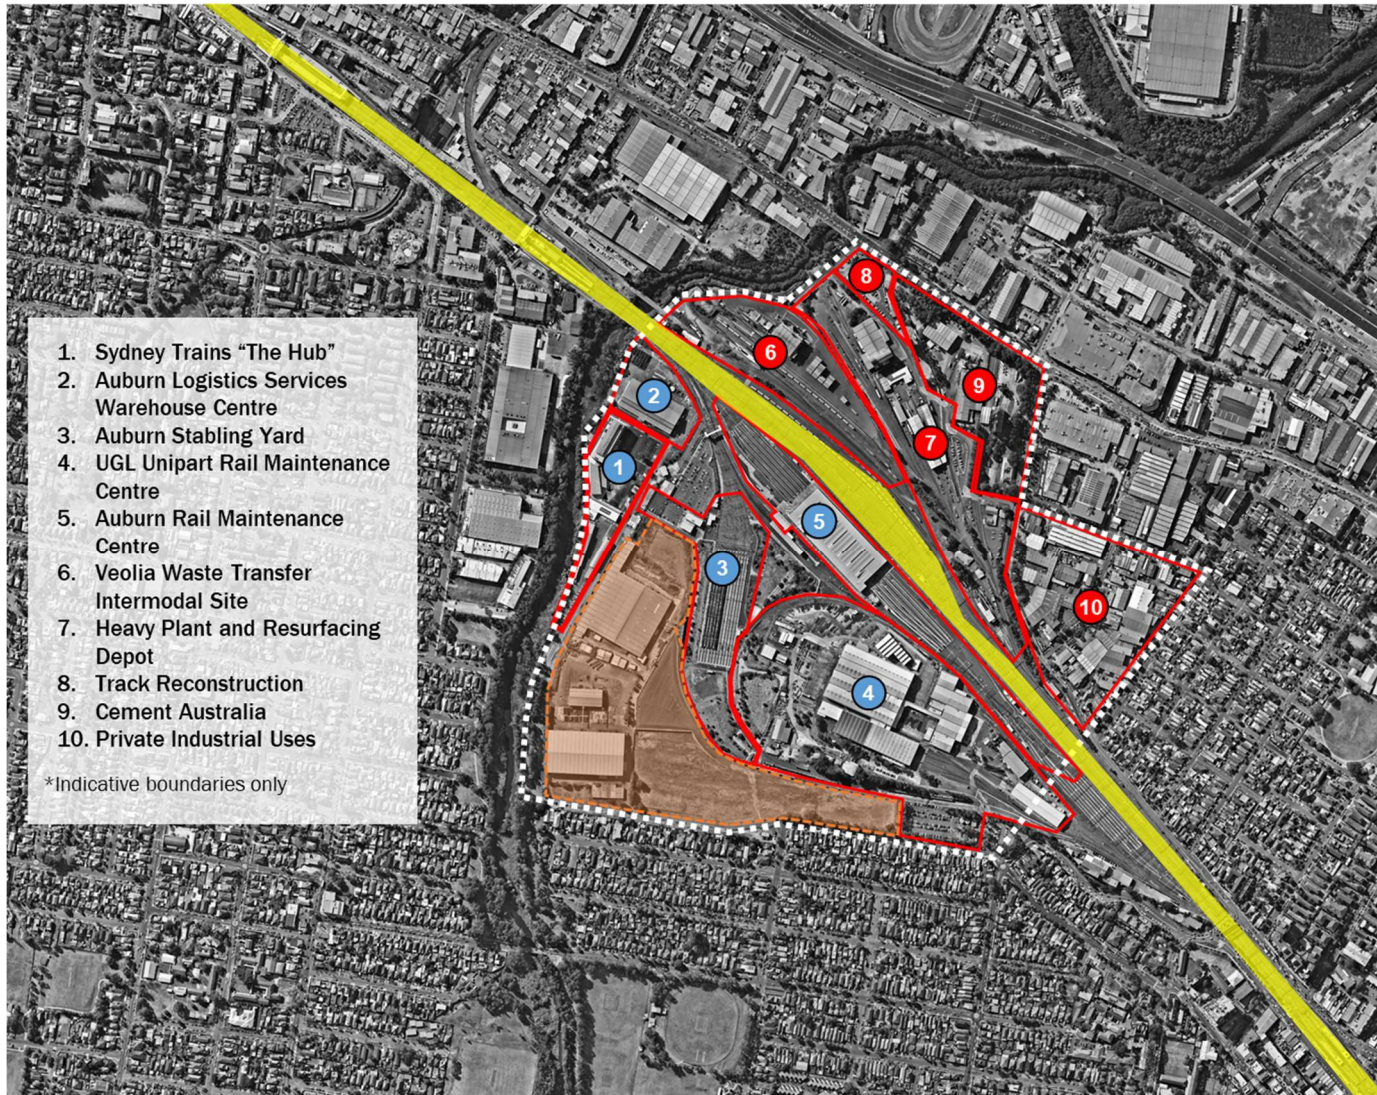 1. Sydney Trains “The Hub”
2. Auburn Logistics Services
Warehouse Centre
3. Auburn Stabling Yard
4. UGL Unipart Rail Maintenance
Centre
5. Auburn Rail Maintenance
Centre
6. Veolia Waste Transfer
Intermodal Site
7. Heavy Plant and Resurfacing
Depot
8. Track Reconstruction
9. Cement Australia
10. Private Industrial Uses
*Indicative boundaries only
8
6
9
2
7
1
5
3
10
4